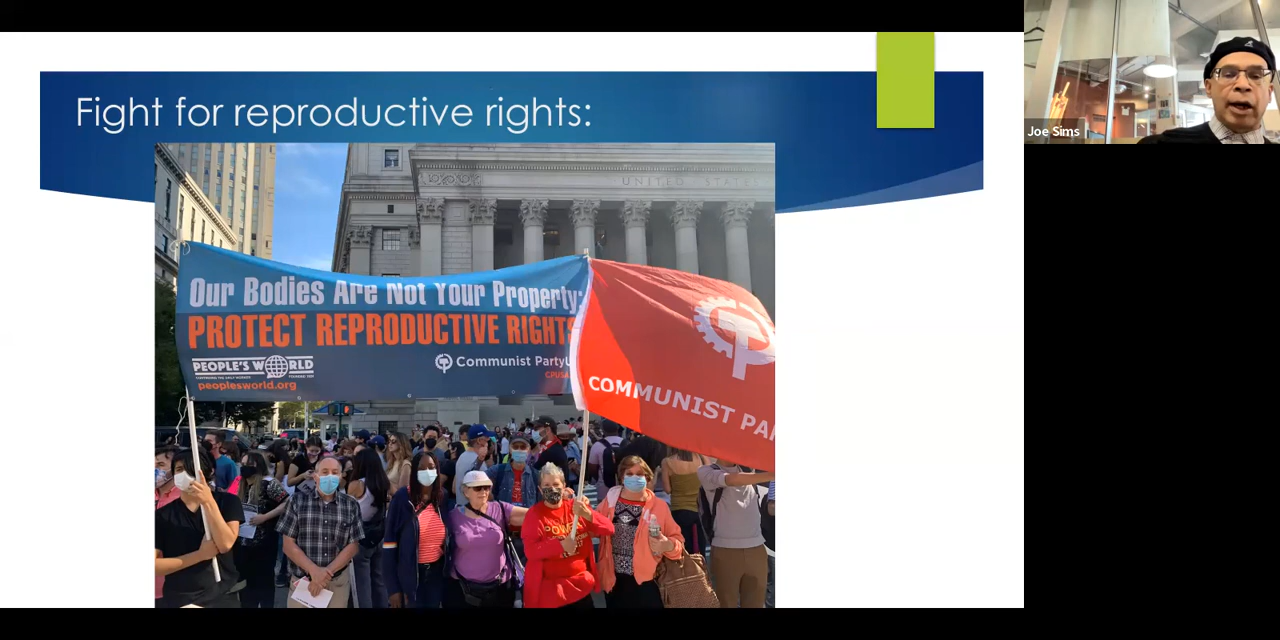 Fight for reproductive rights:
Joe Sims
UNITED STATES
Our Bodies Are Not Your Property:
PROTECT REPRODUCTIVE RIGHTS
PEOPLE'S WORLD
peoplesworld.org
Communist Party
CPUSA
COMMUNIST PA
POWER